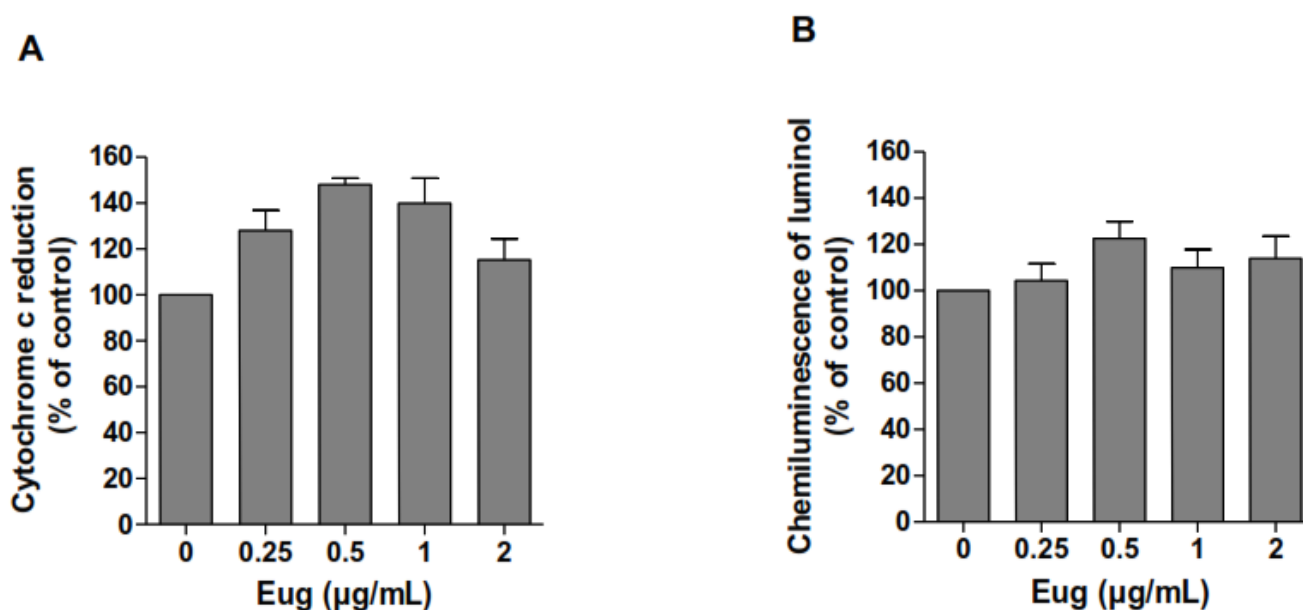 A
Cytochrome c reduction
(% of control)
160
140
120
100
80
60
40
20
0
0 0.25 0.5 1 2
Eug (µg/mL)
B
Chemiluminescence of luminol
(% of control)
160
140
120
100
80
60
40
20
0
0 0.25 0.5 1 2
Eug (µg/mL)